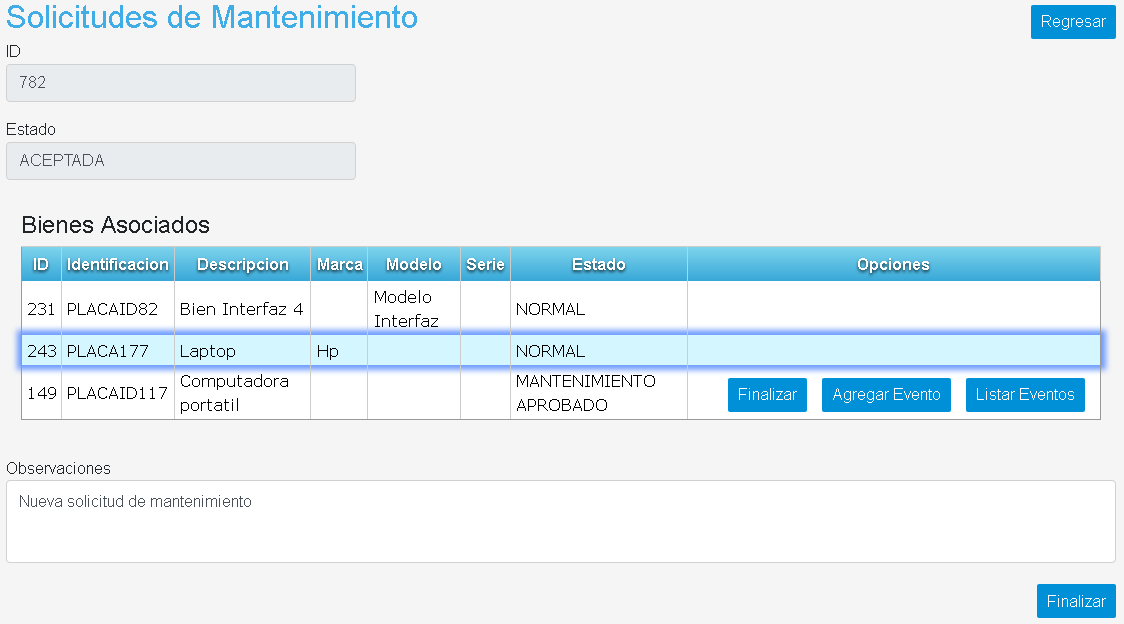 Solicitudes de Mantenimiento
Regresar
ID
782
Estado
ACEPTADA
Bienes Asociados
ID Identificacion Descripcion Marca Modelo Serie Estado Opciones
231 PLACAID82 Bien Interfaz 4 Modelo Interfaz NORMAL
243 PLACA177 Laptop Hp NORMAL
149 PLACAID117 Computadora portatil MANTENIMIENTO APROBADO Finalizar Agregar Evento Listar Eventos
Observaciones
Nueva solicitud de mantenimiento
Finalizar